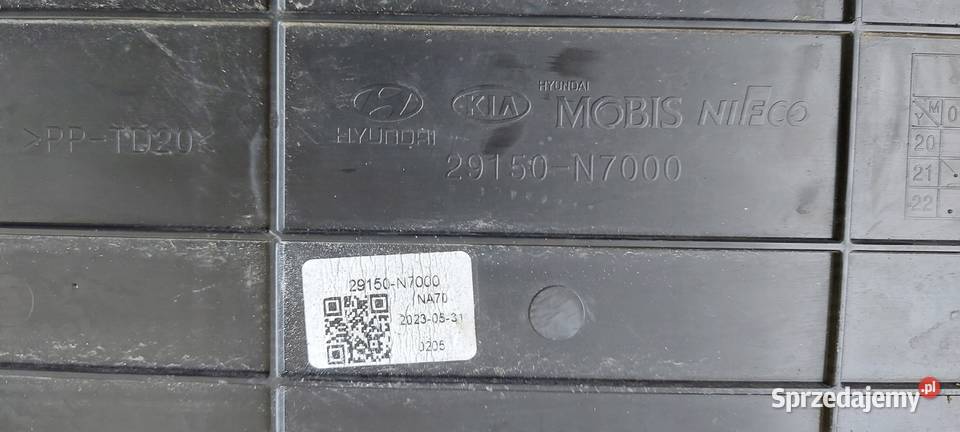 >PP-TD20<
HYUNDAI
KIA
HYUNDAI
MOBIS
NIFCO
29150-N7000
Y M 0
20
21
22
29150-N7000
NA70
2023-05-31
0205
Sprzedajemy.pl